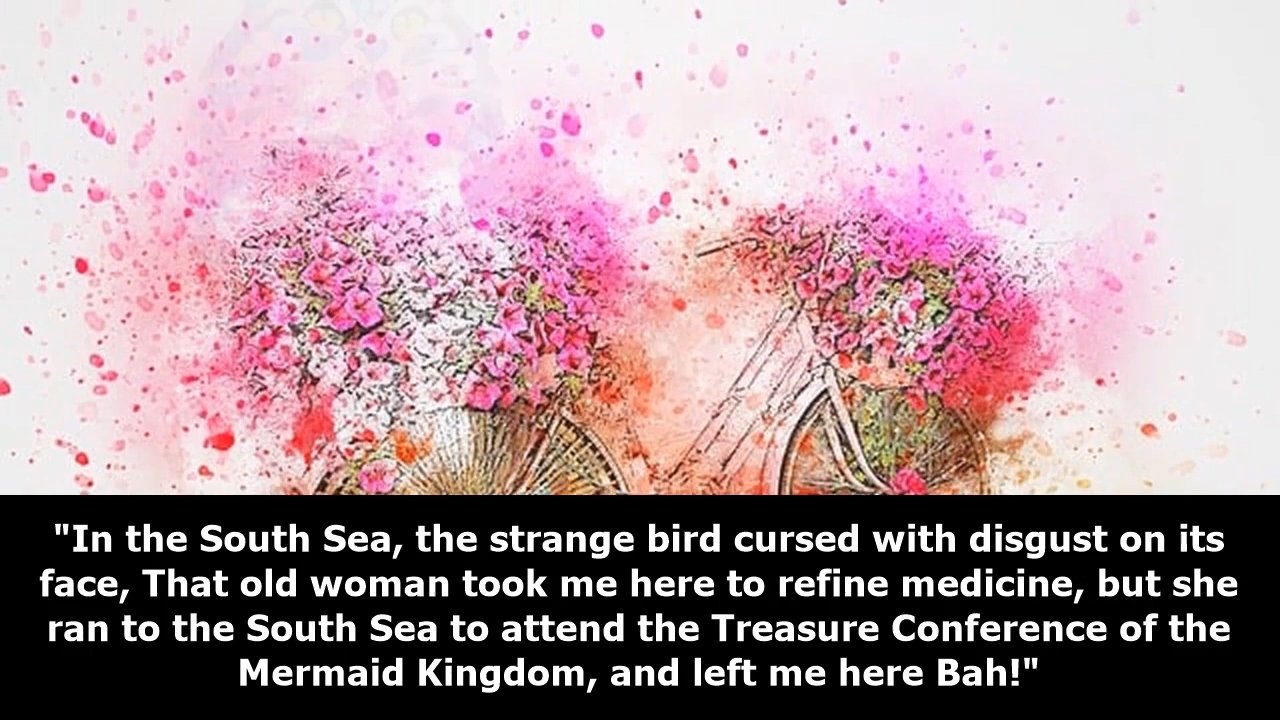 "In the South Sea, the strange bird cursed with disgust on its
face, That old woman took me here to refine medicine, but she
ran to the South Sea to attend the Treasure Conference of the
Mermaid Kingdom, and left me here Bah!"